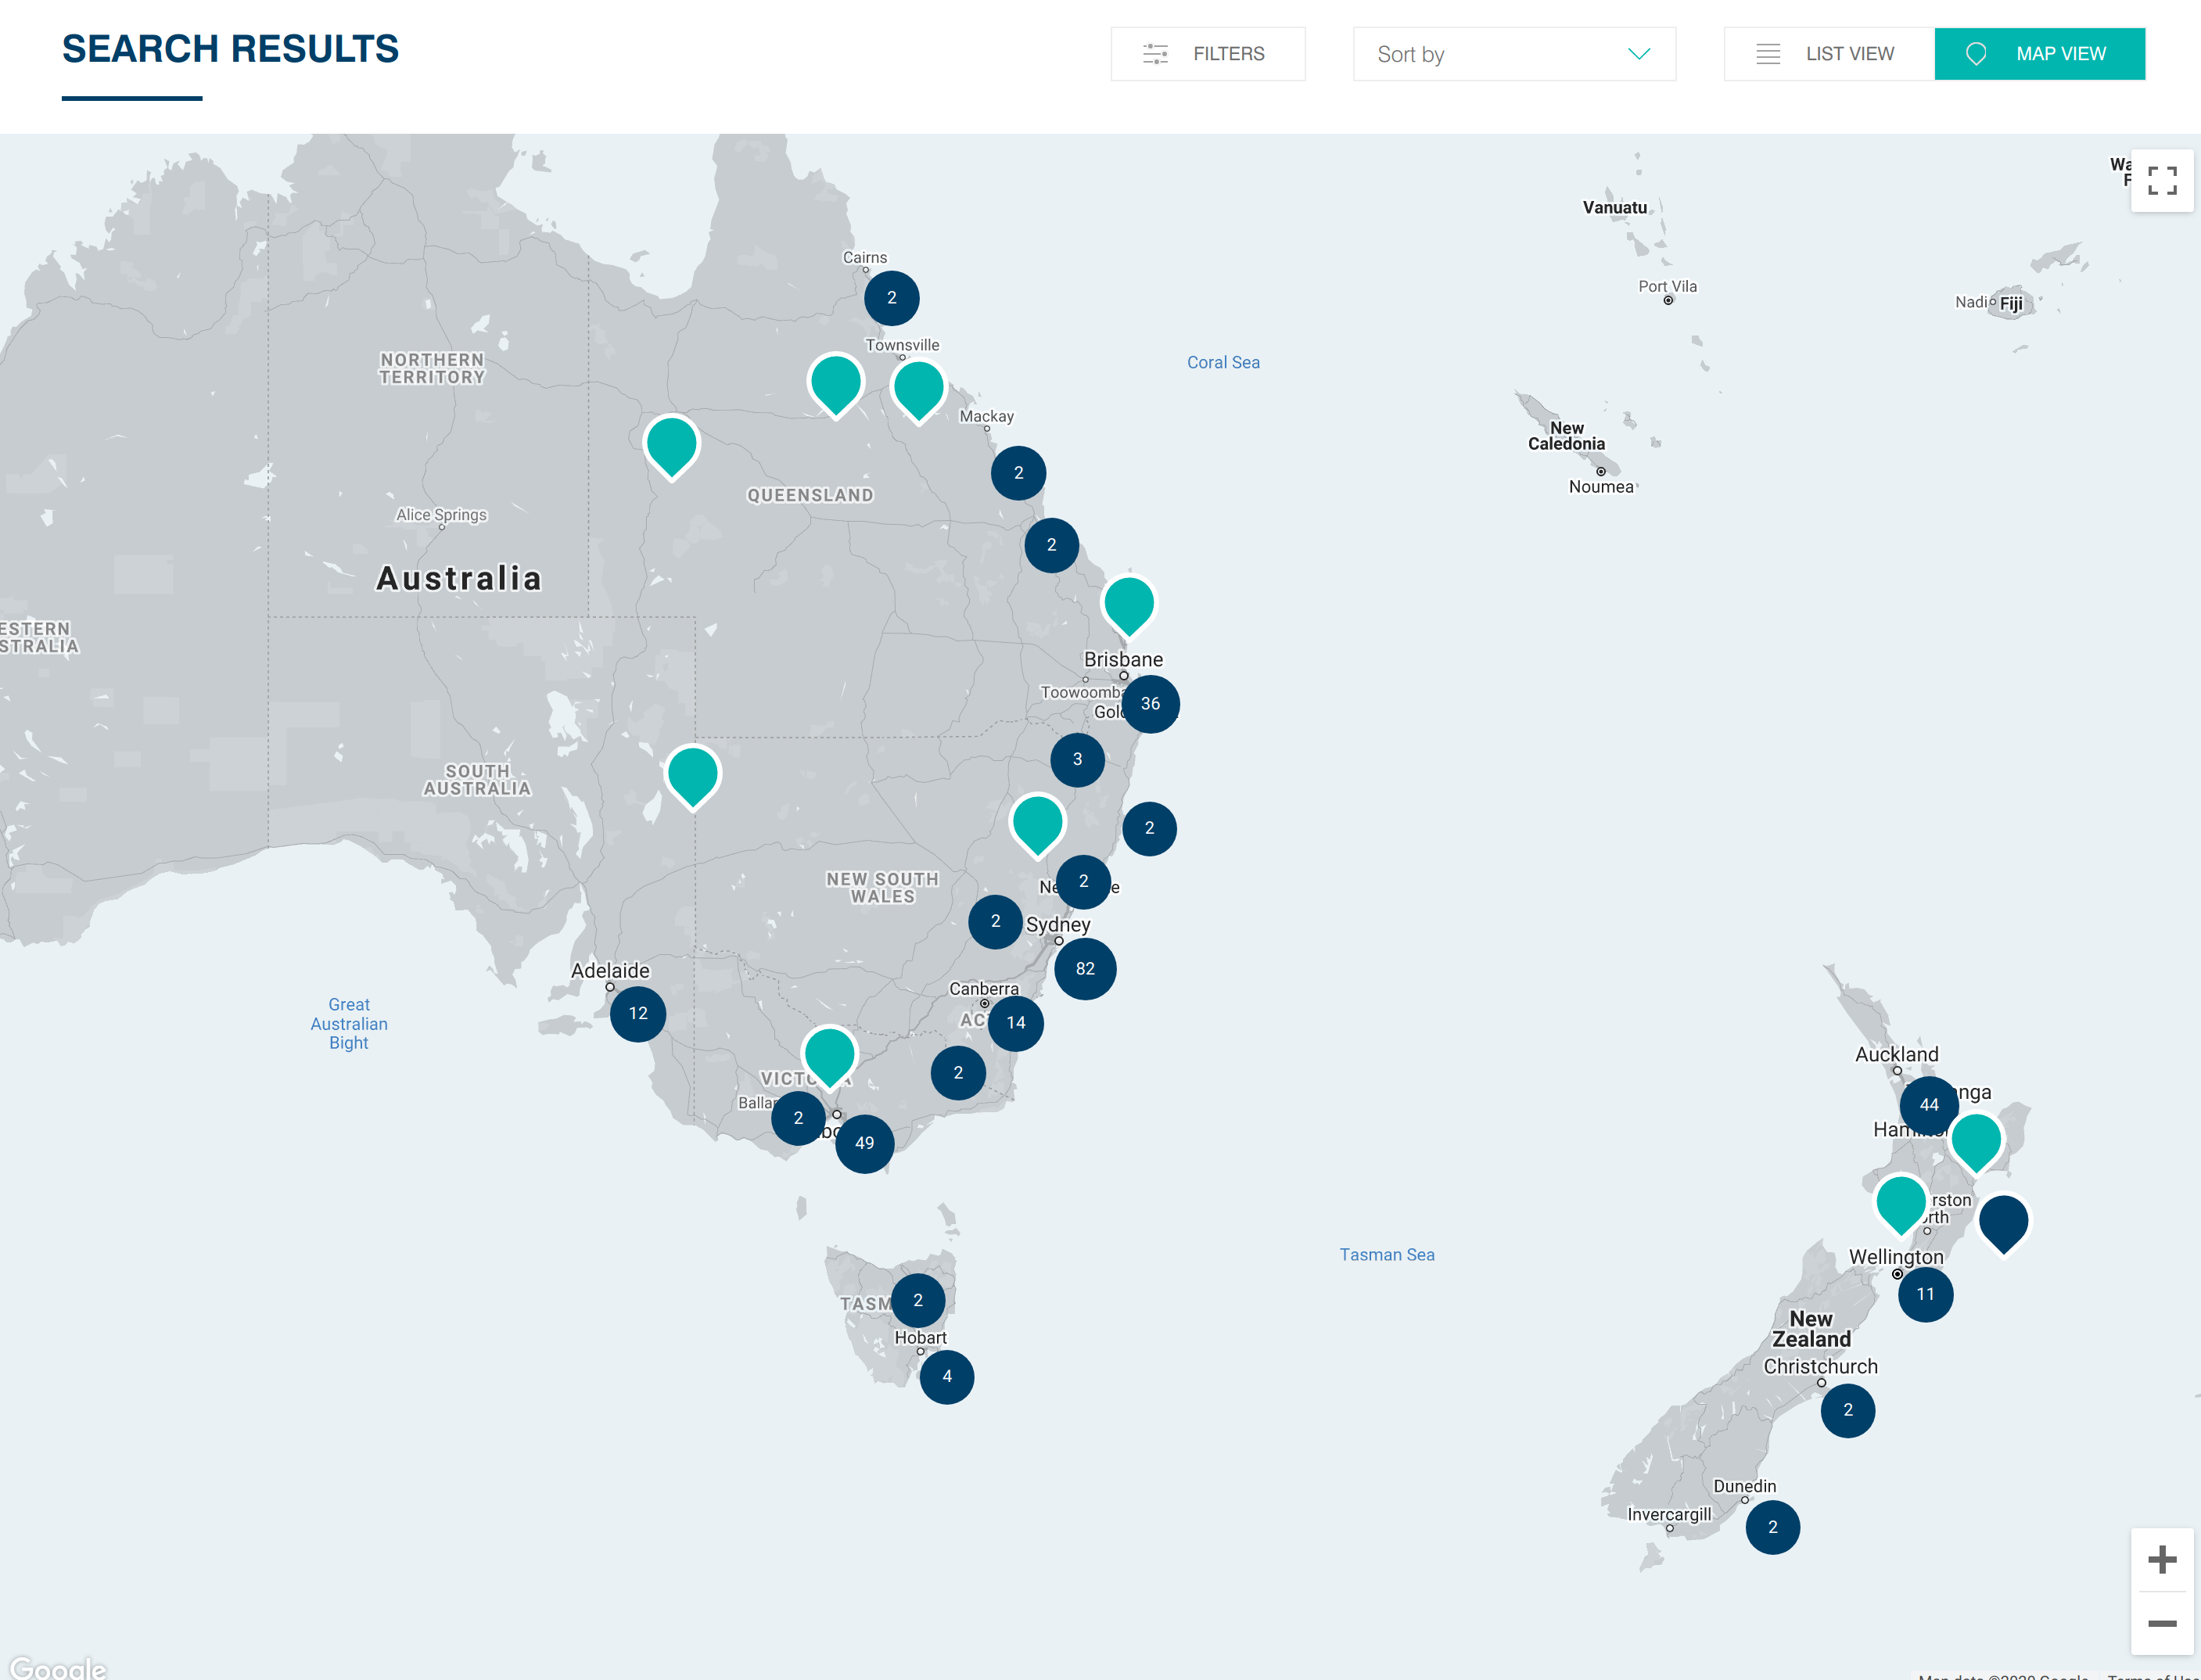 SEARCH RESULTS
FILTERS
Sort by
LIST VIEW
MAP VIEW
Vanuatu
Cairns
2
Port Vila
Nadi
Fiji
Townsville
Coral Sea
NORTHERN
TERRITORY
Mackay
New
Caledonia
2
Noumea
QUEENSLAND
Alice Springs
2
Australia
ESTERN
STRALIA
Brisbane
Toowoomba
36
3
SOUTH
AUSTRALIA
2
NEW SOUTH
WALES
2
2
Sydney
82
Adelaide
Canberra
12
14
Great
Australian
Bight
2
2
49
Auckland
44
Tasman Sea
Wellington
11
2
Hobart
4
New
Zealand
Christchurch
2
Dunedin
Invercargill
2
Google